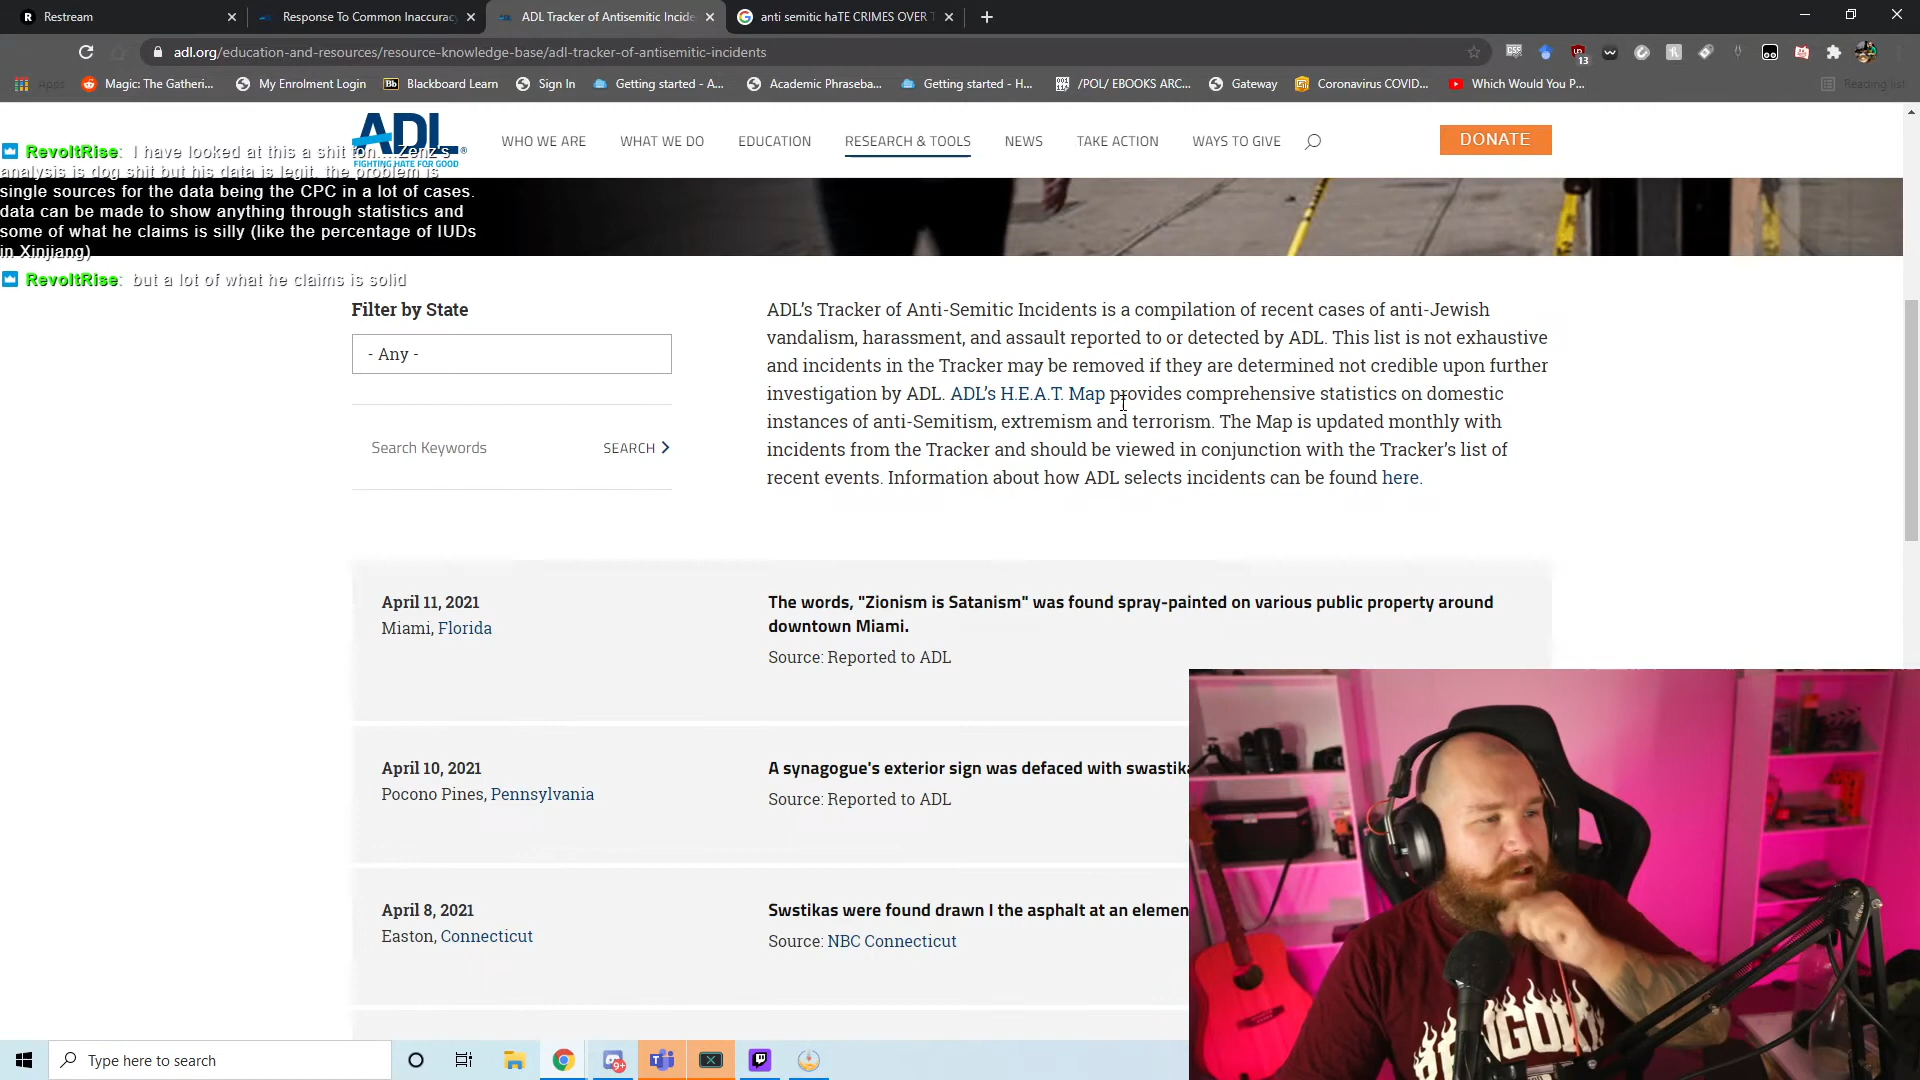 Restream
Response To Common Inaccuracy
ADL Tracker of Antisemitic Incide
anti semitic haTE CRIMES OVER T
adl.org/education-and-resources/resource-knowledge-base/adl-tracker-of-antisemitic-incidents
13
Apps
Magic: The Gatheri...
My Enrolment Login
Bb Blackboard Learn
Sign In
Getting started - A...
Academic Phraseba...
Getting started - H...
/POL/ EBOOKS ARC...
Gateway
Coronavirus COVID...
Which Would You P...
Reading list
ADL
FIGHTING HATE FOR GOOD
WHO WE ARE
WHAT WE DO
EDUCATION
RESEARCH & TOOLS
NEWS
TAKE ACTION
WAYS TO GIVE
DONATE
RevoltRise: I have looked at this a shit ton....Zenz's
analysis is dog shit but his data is legit. the problem is
single sources for the data being the CPC in a lot of cases.
data can be made to show anything through statistics and
some of what he claims is silly (like the percentage of IUDs
in Xinjiang)
RevoltRise: but a lot of what he claims is solid
Filter by State
- Any -
Search Keywords
SEARCH
ADL’s Tracker of Anti-Semitic Incidents is a compilation of recent cases of anti-Jewish
vandalism, harassment, and assault reported to or detected by ADL. This list is not exhaustive
and incidents in the Tracker may be removed if they are determined not credible upon further
investigation by ADL. ADL’s H.E.A.T. Map provides comprehensive statistics on domestic
instances of anti-Semitism, extremism and terrorism. The Map is updated monthly with
incidents from the Tracker and should be viewed in conjunction with the Tracker’s list of
recent events. Information about how ADL selects incidents can be found here.
April 11, 2021
Miami, Florida
The words, "Zionism is Satanism" was found spray-painted on various public property around
downtown Miami.
Source: Reported to ADL
April 10, 2021
Pocono Pines, Pennsylvania
A synagogue's exterior sign was defaced with swastika
Source: Reported to ADL
April 8, 2021
Easton, Connecticut
Swstikas were found drawn I the asphalt at an elemen
Source: NBC Connecticut
Type here to search
9+